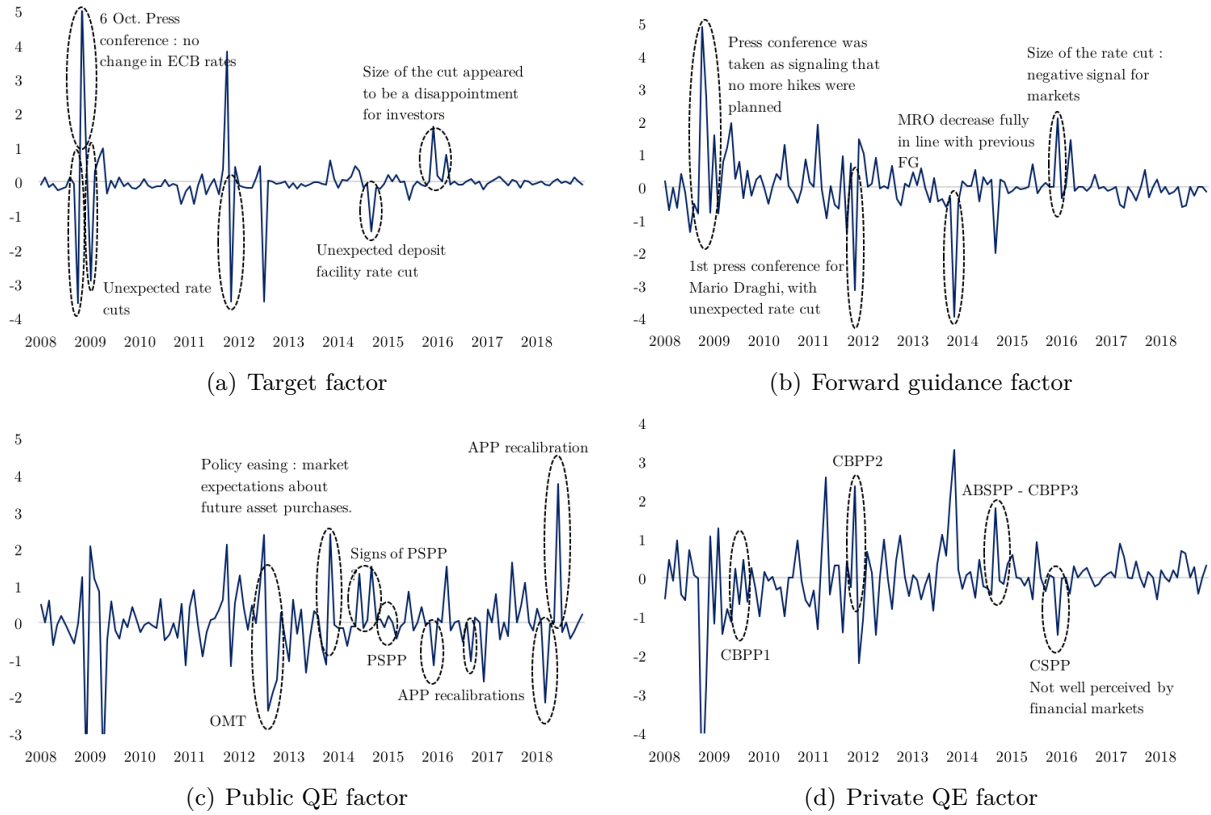 5
4
3
2
1
0
-1
-2
-3
-4
6 Oct. Press
conference : no
change in ECB rates
Size of the cut appeared
to be a disappointment
for investors
Unexpected deposit
facility rate cut
Unexpected rate
cuts
2008 2009 2010 2011 2012 2013 2014 2015 2016 2017 2018
(a) Target factor
5
4
3
2
1
0
-1
-2
-3
-4
Press conference was
taken as signaling that
no more hikes were
planned
Size of the rate cut :
negative signal for
markets
MRO decrease fully
in line with previous
FG
1st press conference for
Mario Draghi, with
unexpected rate cut
2008 2009 2010 2011 2012 2013 2014 2015 2016 2017 2018
(b) Forward guidance factor
5
4
3
2
1
0
-1
-2
-3
APP recalibration
Policy easing : market
expectations about
future asset purchases.
Signs of PSPP
PSPP
APP recalibrations
OMT
2008 2009 2010 2011 2012 2013 2014 2015 2016 2017 2018
(c) Public QE factor
4
3
2
1
0
-1
-2
-3
-4
CBPP2
ABSPP - CBPP3
CBPP1
CSPP
Not well perceived by
financial markets
2008 2009 2010 2011 2012 2013 2014 2015 2016 2017 2018
(d) Private QE factor